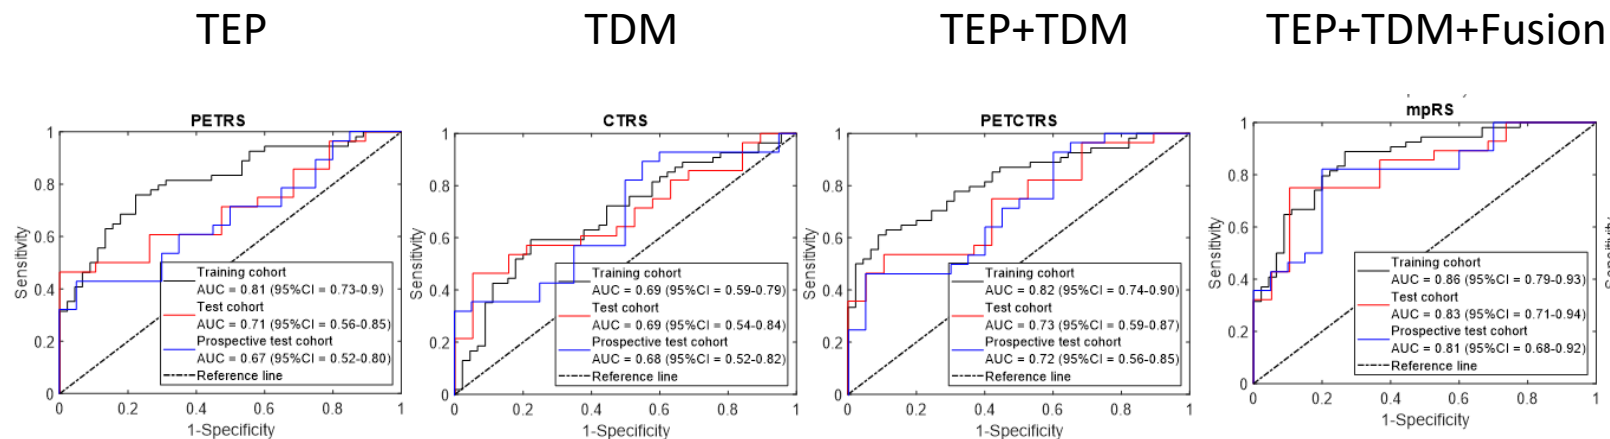 TEP
TDM
TEP+TDM
TEP+TDM+Fusion
PETRS
Sensitivity
1
0.8
0.6
0.4
0.2
0
Training cohort
AUC = 0.81 (95%CI = 0.73-0.9)
Test cohort
AUC = 0.71 (95%CI = 0.56-0.85)
Prospective test cohort
AUC = 0.67 (95%CI = 0.52-0.80)
Reference line
0 0.2 0.4 0.6 0.8 1
1-Specificity
CTRS
Sensitivity
1
0.8
0.6
0.4
0.2
0
Training cohort
AUC = 0.69 (95%CI = 0.59-0.79)
Test cohort
AUC = 0.69 (95%CI = 0.54-0.84)
Prospective test cohort
AUC = 0.68 (95%CI = 0.52-0.82)
Reference line
0 0.2 0.4 0.6 0.8 1
1-Specificity
PETCTRS
Sensitivity
1
0.8
0.6
0.4
0.2
0
Training cohort
AUC = 0.82 (95%CI = 0.74-0.90)
Test cohort
AUC = 0.73 (95%CI = 0.59-0.87)
Prospective test cohort
AUC = 0.72 (95%CI = 0.56-0.85)
Reference line
0 0.2 0.4 0.6 0.8 1
1-Specificity
mpRS
Sensitivity
1
0.8
0.6
0.4
0.2
0
Training cohort
AUC = 0.86 (95%CI = 0.79-0.93)
Test cohort
AUC = 0.83 (95%CI = 0.71-0.94)
Prospective test cohort
AUC = 0.81 (95%CI = 0.68-0.92)
Reference line
0 0.2 0.4 0.6 0.8 1
1-Specificity